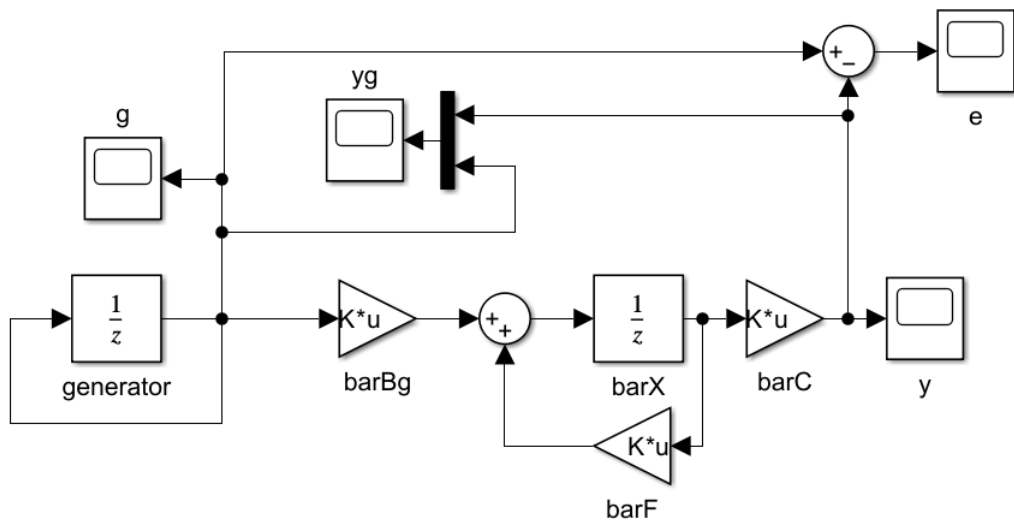 +
−
e
yg
g
1
z
generator
K*u
barBg
+
+
1
z
barX
K*u
barC
y
K*u
barF